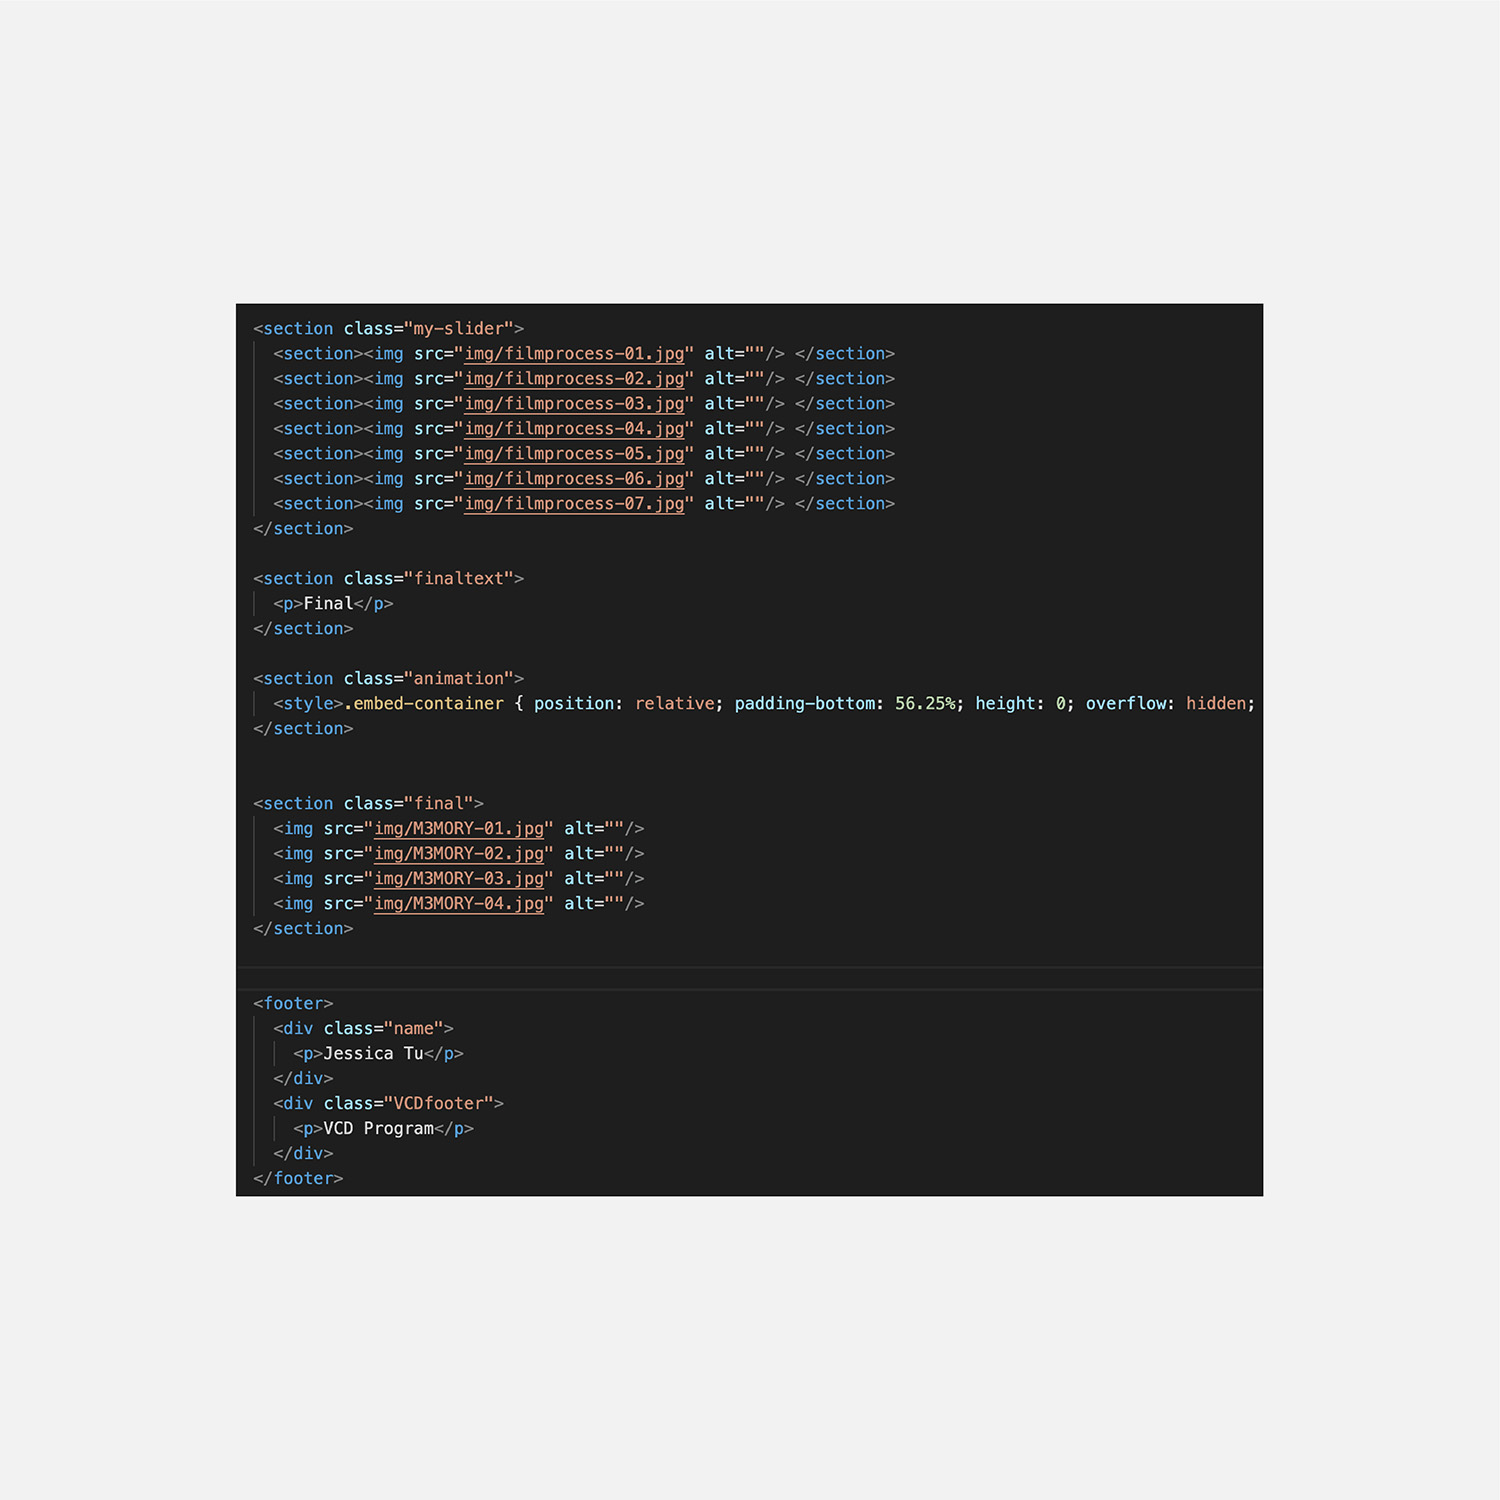 <section class="my-slider">
<section><img src="img/filmprocess-01.jpg" alt=""/> </section>
<section><img src="img/filmprocess-02.jpg" alt=""/> </section>
<section><img src="img/filmprocess-03.jpg" alt=""/> </section>
<section><img src="img/filmprocess-04.jpg" alt=""/> </section>
<section><img src="img/filmprocess-05.jpg" alt=""/> </section>
<section><img src="img/filmprocess-06.jpg" alt=""/> </section>
<section><img src="img/filmprocess-07.jpg" alt=""/> </section>
</section>
<section class="finaltext">
<p>Final</p>
</section>
<section class="animation">
<style>.embed-container { position: relative; padding-bottom: 56.25%; height: 0; overflow: hidden;
</section>
<section class="final">
<img src="img/M3MORY-01.jpg" alt=""/>
<img src="img/M3MORY-02.jpg" alt=""/>
<img src="img/M3MORY-03.jpg" alt=""/>
<img src="img/M3MORY-04.jpg" alt=""/>
</section>
<footer>
<div class="name">
<p>Jessica Tu</p>
</div>
<div class="VCDfooter">
<p>VCD Program</p>
</div>
</footer>